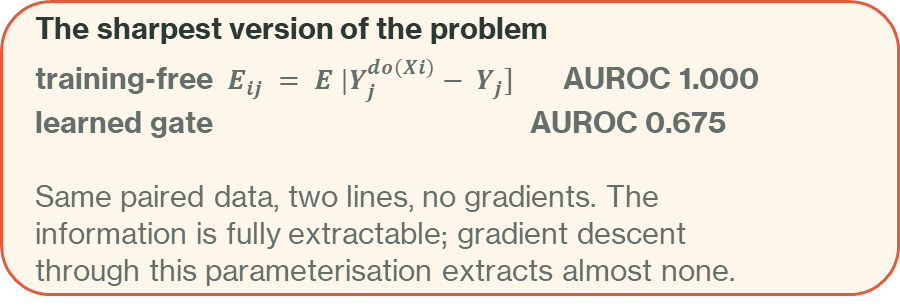 The sharpest version of the problem
training-free E_{ij} = E |Y_j^{do(Xi)} − Y_j] AUROC 1.000
learned gate AUROC 0.675
Same paired data, two lines, no gradients. The
information is fully extractable; gradient descent
through this parameterisation extracts almost none.